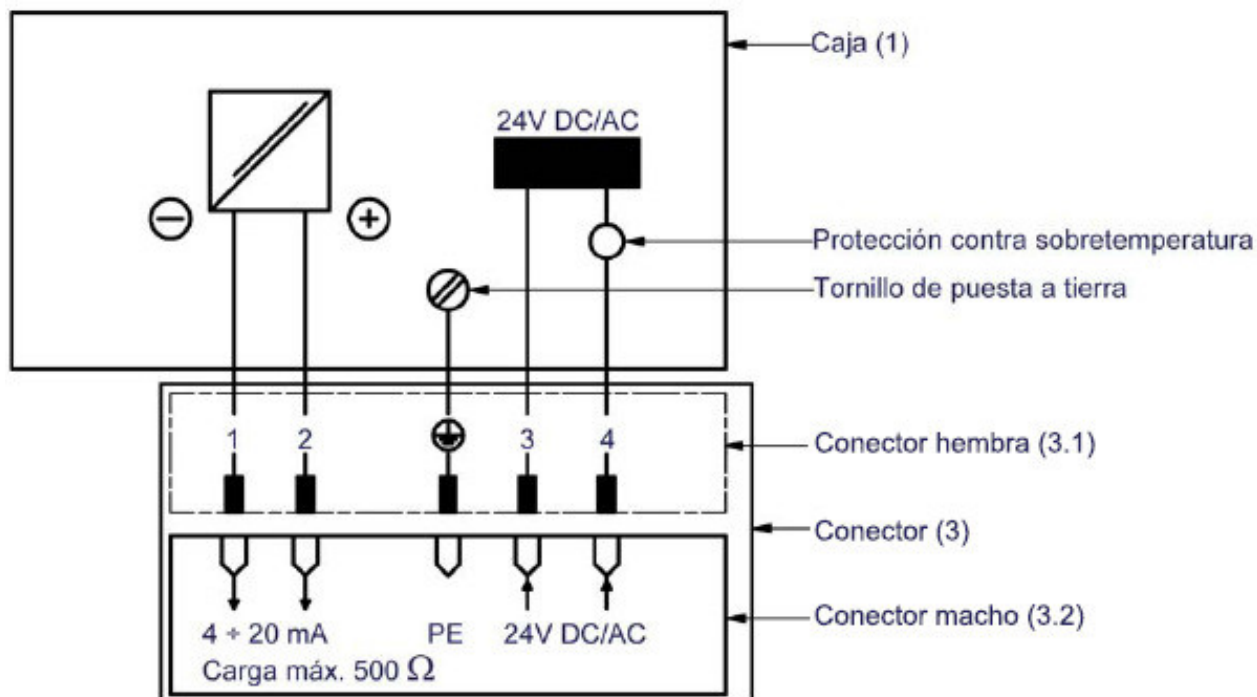 Caja (1)
24V DC/AC
Protección contra sobretemperatura
Tornillo de puesta a tierra
1 2 3 4
Conector hembra (3.1)
Conector (3)
Conector macho (3.2)
4 ÷ 20 mA PE 24V DC/AC
Carga máx. 500 Ω